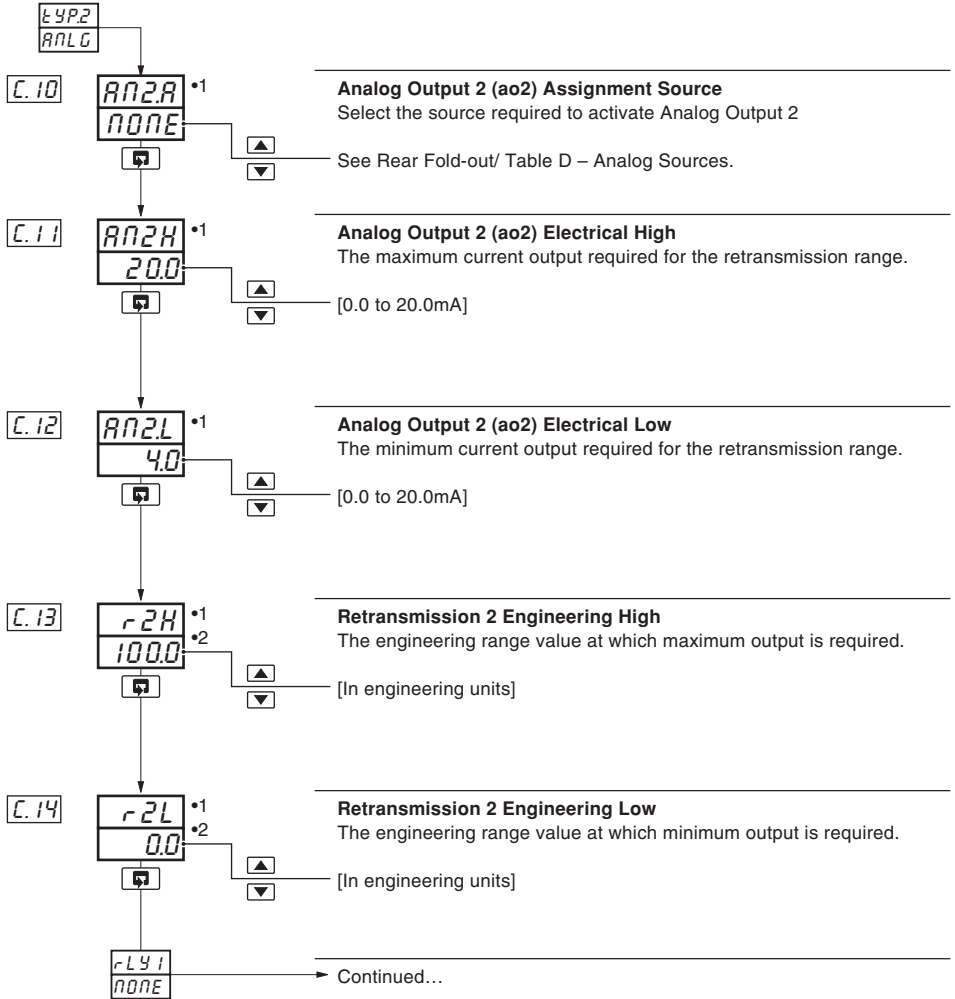 tYP.2
ANLG
C.10
AN2.A •1
NONE
Analog Output 2 (ao2) Assignment Source
Select the source required to activate Analog Output 2
See Rear Fold-out/ Table D – Analog Sources.
C.11
AN2H •1
20.0
Analog Output 2 (ao2) Electrical High
The maximum current output required for the retransmission range.
[0.0 to 20.0mA]
C.12
AN2.L •1
4.0
Analog Output 2 (ao2) Electrical Low
The minimum current output required for the retransmission range.
[0.0 to 20.0mA]
C.13
r2H •1
•2
100.0
Retransmission 2 Engineering High
The engineering range value at which maximum output is required.
[In engineering units]
C.14
r2L •1
•2
0.0
Retransmission 2 Engineering Low
The engineering range value at which minimum output is required.
[In engineering units]
rLY1
NONE
Continued…